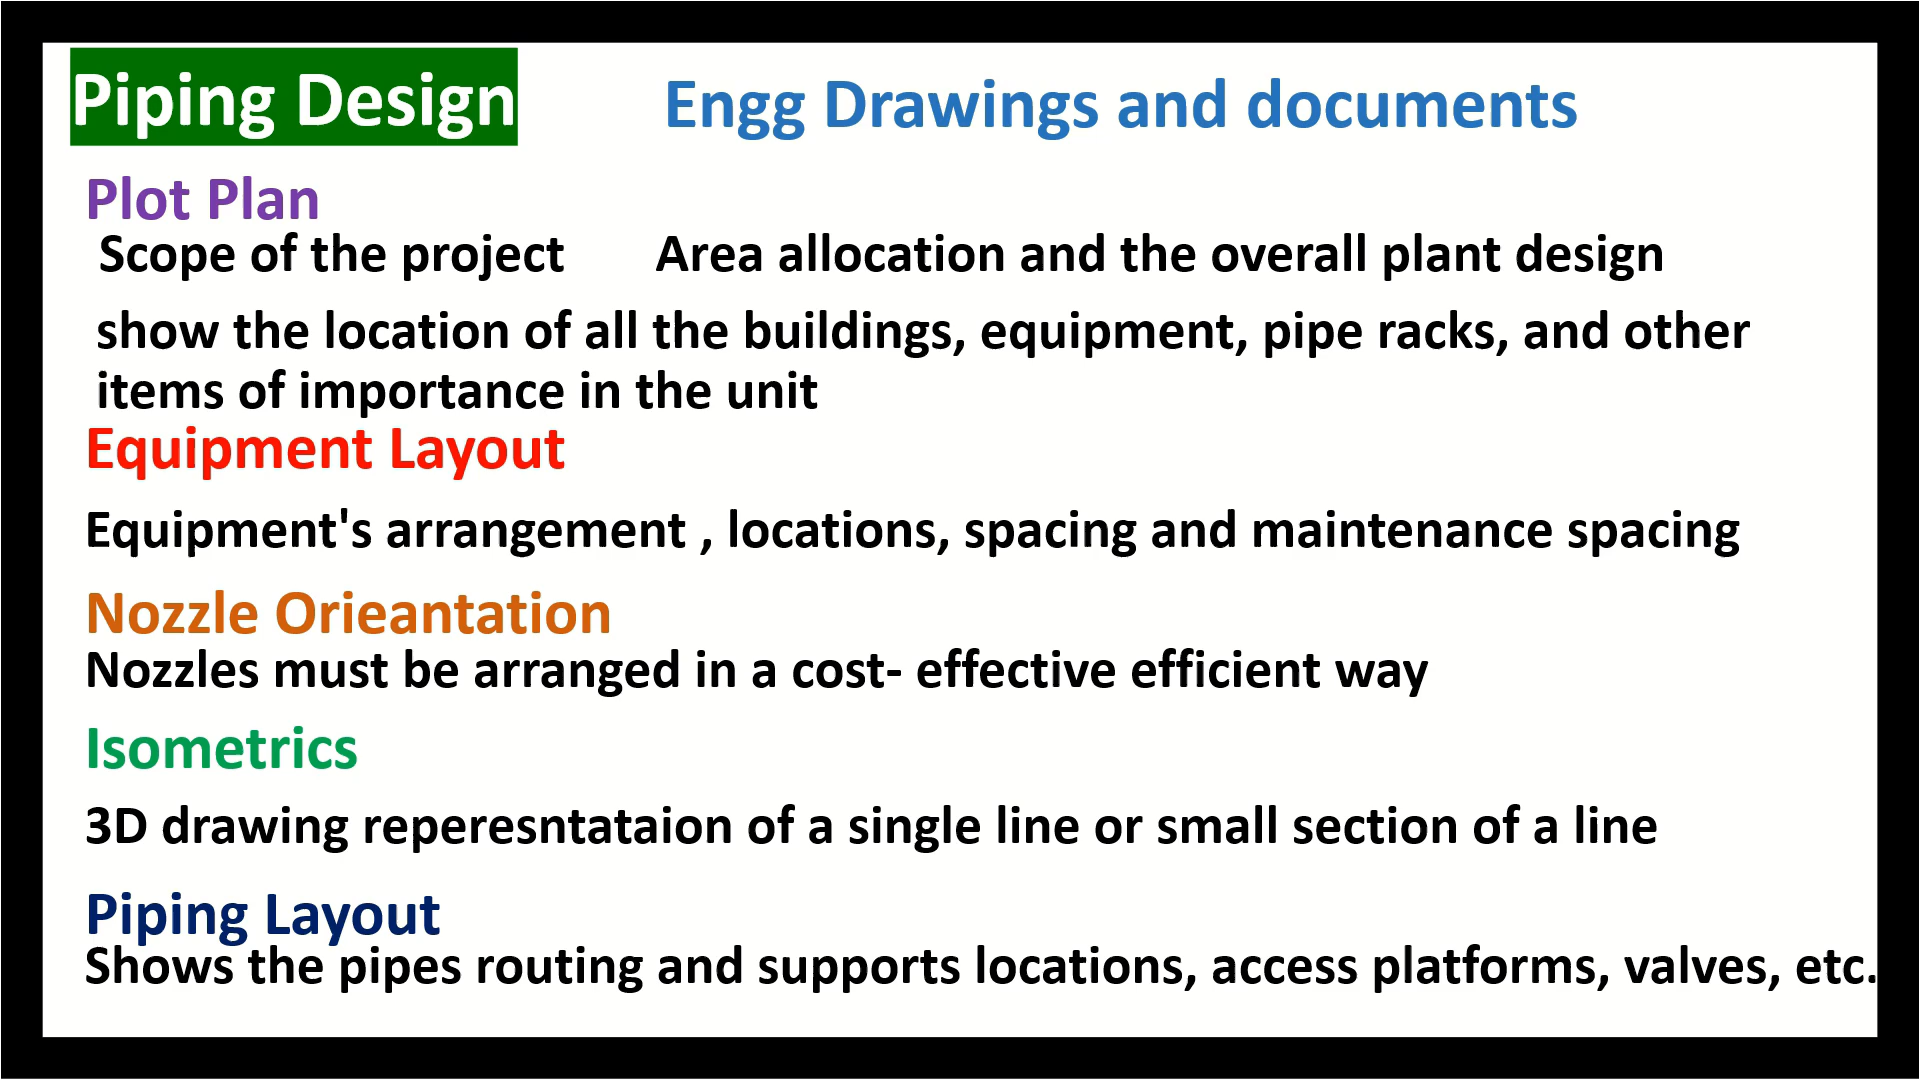 Piping Design Engg Drawings and documents
Plot Plan
Scope of the project Area allocation and the overall plant design
show the location of all the buildings, equipment, pipe racks, and other
items of importance in the unit
Equipment Layout
Equipment's arrangement , locations, spacing and maintenance spacing
Nozzle Orieantation
Nozzles must be arranged in a cost- effective efficient way
Isometrics
3D drawing reperesntataion of a single line or small section of a line
Piping Layout
Shows the pipes routing and supports locations, access platforms, valves, etc.